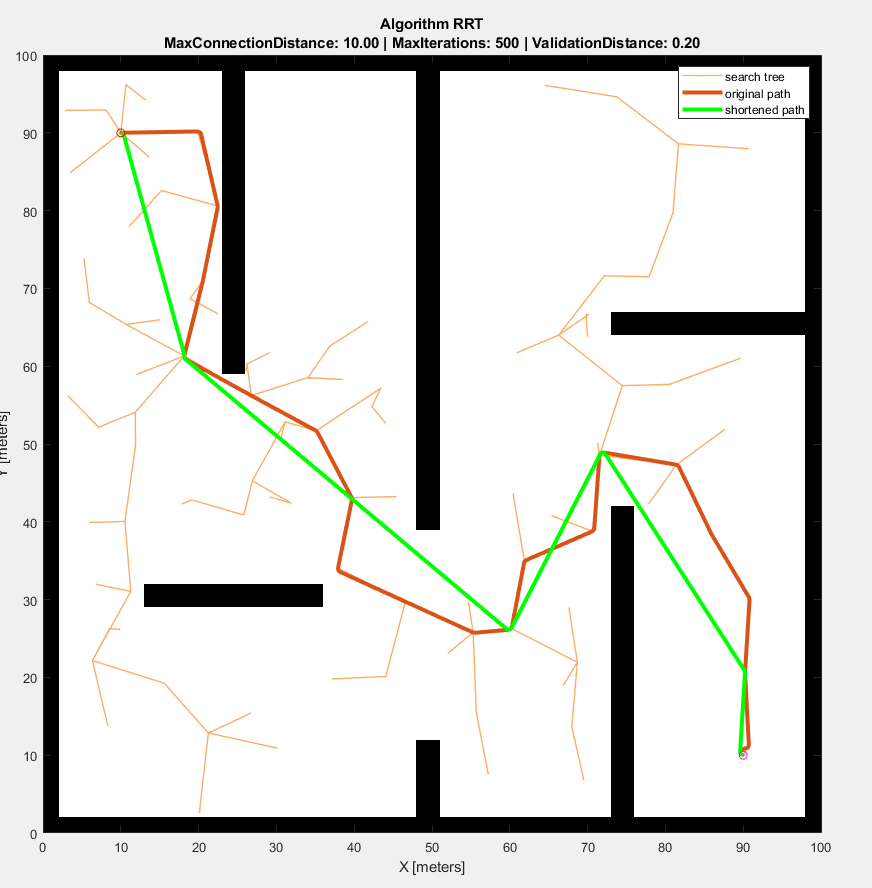 Algorithm RRT
MaxConnectionDistance: 10.00 | MaxIterations: 500 | ValidationDistance: 0.20
search tree
original path
shortened path
100
90
80
70
60
50
40
30
20
10
0
Y [meters]
0 10 20 30 40 50 60 70 80 90 100
X [meters]